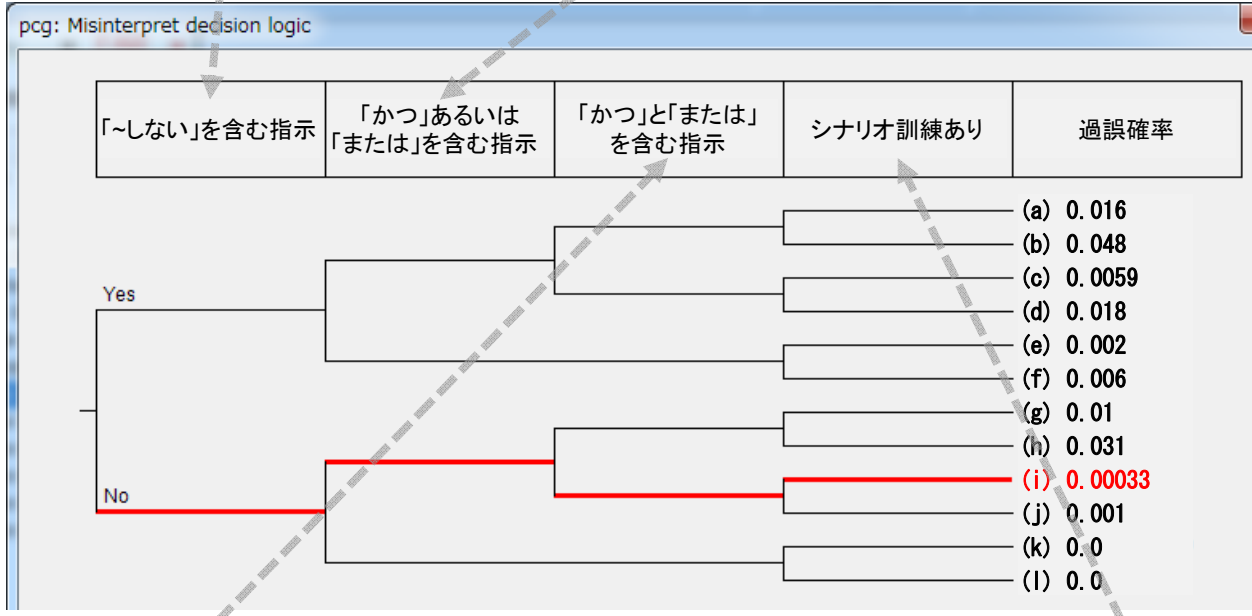 pcg: Misinterpret decision logic
「~しない」を含む指示
「かつ」あるいは
「または」を含む指示
「かつ」と「または」
を含む指示
シナリオ訓練あり
過誤確率
Yes
No
(a) 0.016
(b) 0.048
(c) 0.0059
(d) 0.018
(e) 0.002
(f) 0.006
(g) 0.01
(h) 0.031
(i) 0.00033
(j) 0.001
(k) 0.0
(l) 0.0